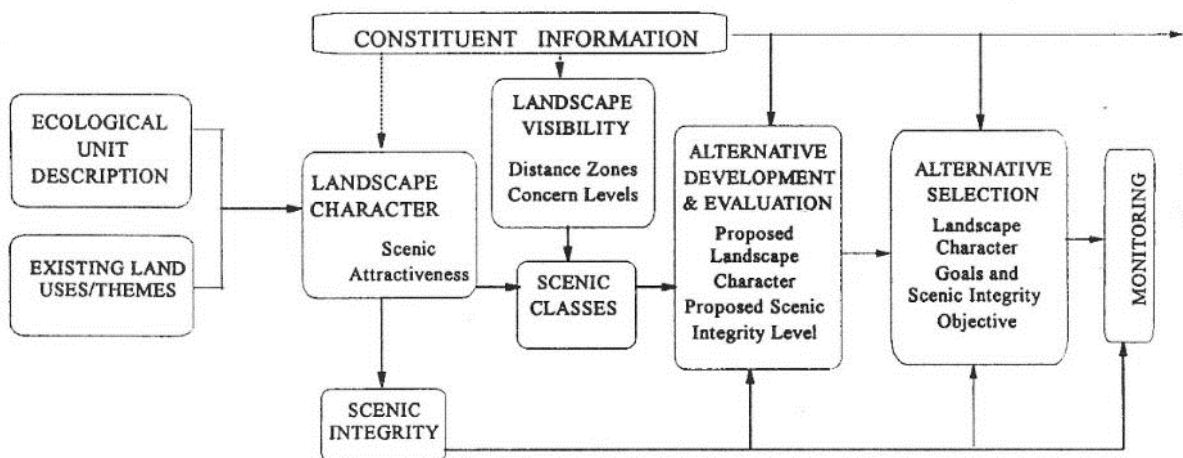 CONSTITUENT INFORMATION
ECOLOGICAL
UNIT
DESCRIPTION
EXISTING LAND
USES/THEMES
LANDSCAPE
CHARACTER
Scenic
Attractiveness
LANDSCAPE
VISIBILITY
Distance Zones
Concern Levels
SCENIC
CLASSES
SCENIC
INTEGRITY
ALTERNATIVE
DEVELOPMENT
& EVALUATION
Proposed
Landscape
Character
Proposed Scenic
Integrity Level
ALTERNATIVE
SELECTION
Landscape
Character
Goals and
Scenic Integrity
Objective
MONITORING